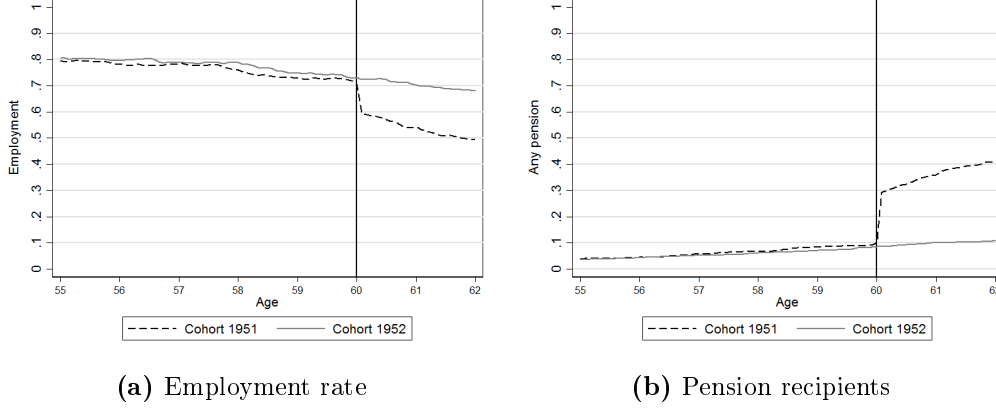 Employment
1
.9
.8
.7
.6
.5
.4
.3
.2
.1
0
55 56 57 58 59 60 61 62
Age
Cohort 1951 Cohort 1952
(a) Employment rate
Any pension
1
.9
.8
.7
.6
.5
.4
.3
.2
.1
0
55 56 57 58 59 60 61 62
Age
Cohort 1951 Cohort 1952
(b) Pension recipients